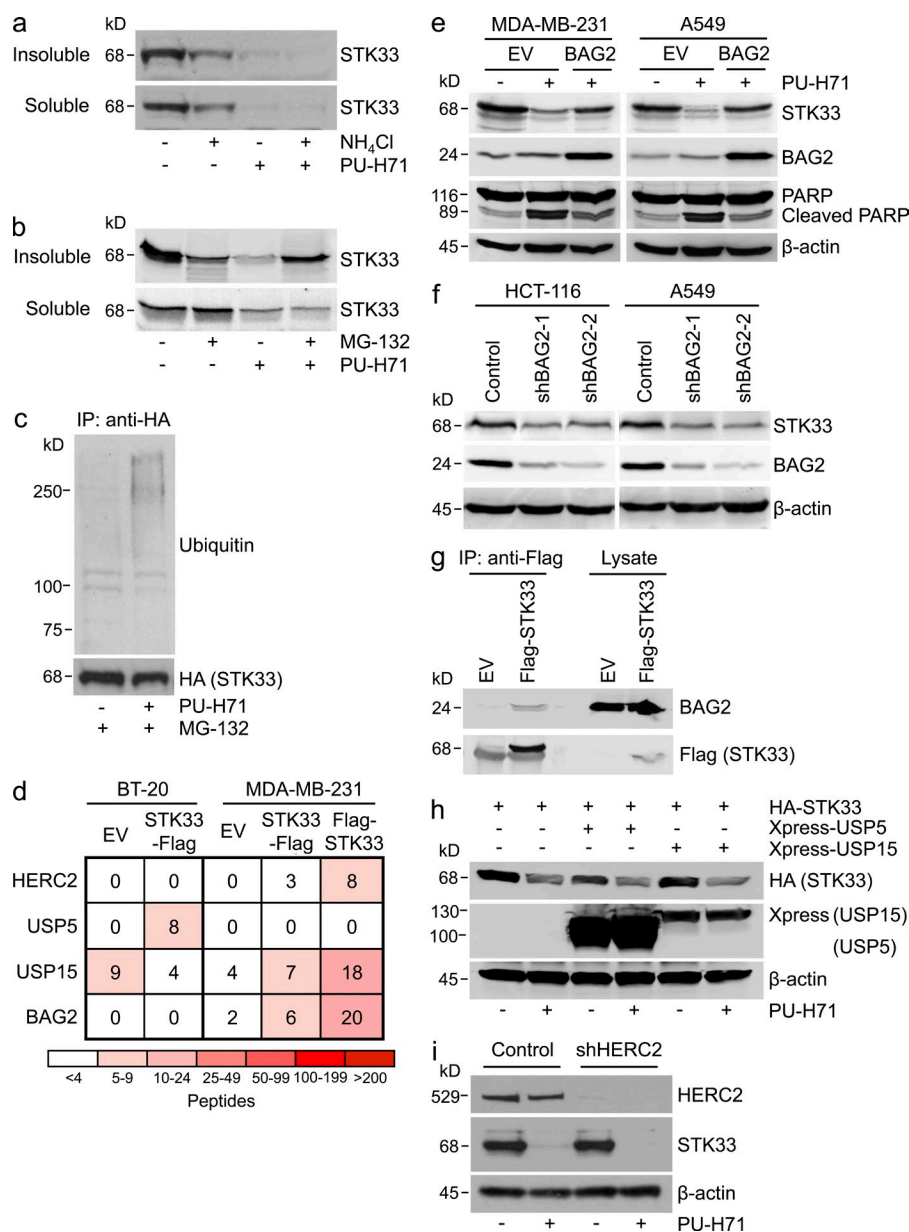 a
kD
Insoluble 68 STK33
Soluble 68 STK33
- + - + NH4Cl
- - + + PU-H71
b
kD
Insoluble 68 STK33
Soluble 68 STK33
- + - + MG-132
- - + + PU-H71
c
IP: anti-HA
kD
250
Ubiquitin
100
75
68 HA (STK33)
- + PU-H71
+ + MG-132
d
BT-20 MDA-MB-231
EV STK33-Flag EV STK33-Flag Flag-STK33
HERC2 0 0 0 3 8
USP5 0 8 0 0 0
USP15 9 4 4 7 18
BAG2 0 0 2 6 20
<4 5-9 10-24 25-49 50-99 100-199 >200
Peptides
e
MDA-MB-231 A549
EV BAG2 EV BAG2
kD - + + - + + PU-H71
68 STK33
24 BAG2
116 PARP
89 Cleaved PARP
45 β-actin
f
HCT-116 A549
Control shBAG2-1 shBAG2-2 Control shBAG2-1 shBAG2-2
kD
68 STK33
24 BAG2
45 β-actin
g
IP: anti-Flag Lysate
EV Flag-STK33 EV Flag-STK33
kD
24 BAG2
68 Flag (STK33)
h
+ + + + + + HA-STK33
- - + + - - Xpress-USP5
- - - - + + Xpress-USP15
kD
68 HA (STK33)
130 Xpress (USP15)
100 (USP5)
45 β-actin
- + - + - + PU-H71
i
Control shHERC2
kD
529 HERC2
68 STK33
45 β-actin
- + - + PU-H71